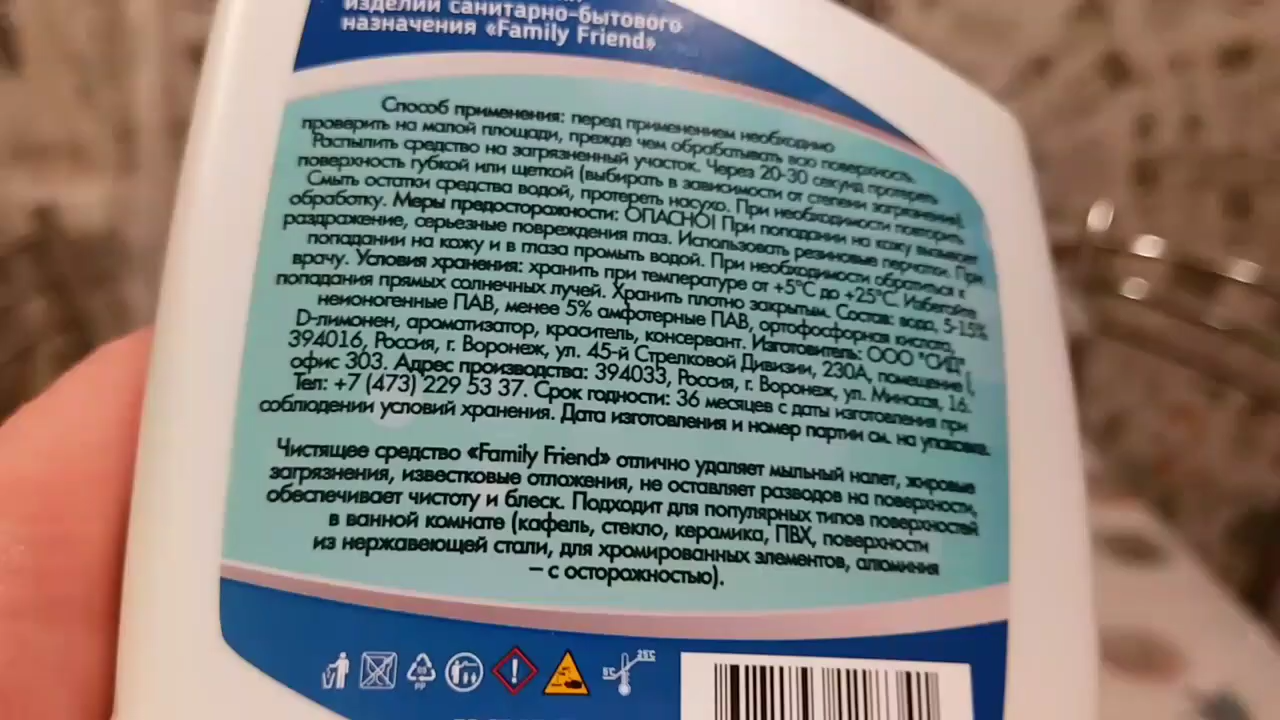 изделий санитарно-бытового
назначения «Family Friend»
Способ применения: перед применением необходимо
проверить на малой площади, прежде чем обрабатывать всю поверхность.
Распылить средство на загрязненный участок. Через 20-30 секунд протереть
поверхность губкой или щеткой (выбирать в зависимости от степени загрязнения).
Смыть остатки средства водой, протереть насухо. При необходимости повторить
обработку. Меры предосторожности: ОПАСНО! При попадании на кожу вызывает
раздражение, серьезные повреждения глаз. Использовать резиновые перчатки. При
попадании на кожу и в глаза промыть водой. При необходимости обратиться к
врачу. Условия хранения: хранить при температуре от +5°С до +25°С. Избегайте
попадания прямых солнечных лучей. Хранить плотно закрытым. Состав: вода, 5-15%
неионогенные ПАВ, менее 5% амфотерные ПАВ, ортофосфорная кислота,
D-лимонен, ароматизатор, краситель, консервант. Изготовитель: ООО "СИД"
394016, Россия, г. Воронеж, ул. 45-й Стрелковой Дивизии, 230А, помещение I,
офис 303. Адрес производства: 394033, Россия, г. Воронеж, ул. Минская, 16.
Тел: +7 (473) 229 53 37. Срок годности: 36 месяцев с даты изготовления при
соблюдении условий хранения. Дата изготовления и номер партии см. на упаковке.
Чистящее средство «Family Friend» отлично удаляет мыльный налет, жировые
загрязнения, известковые отложения, не оставляет разводов на поверхности,
обеспечивает чистоту и блеск. Подходит для популярных типов поверхностей
в ванной комнате (кафель, стекло, керамика, ПВХ, поверхности
из нержавеющей стали, для хромированных элементов, алюминия
– с осторожностью).
5°С 25°С